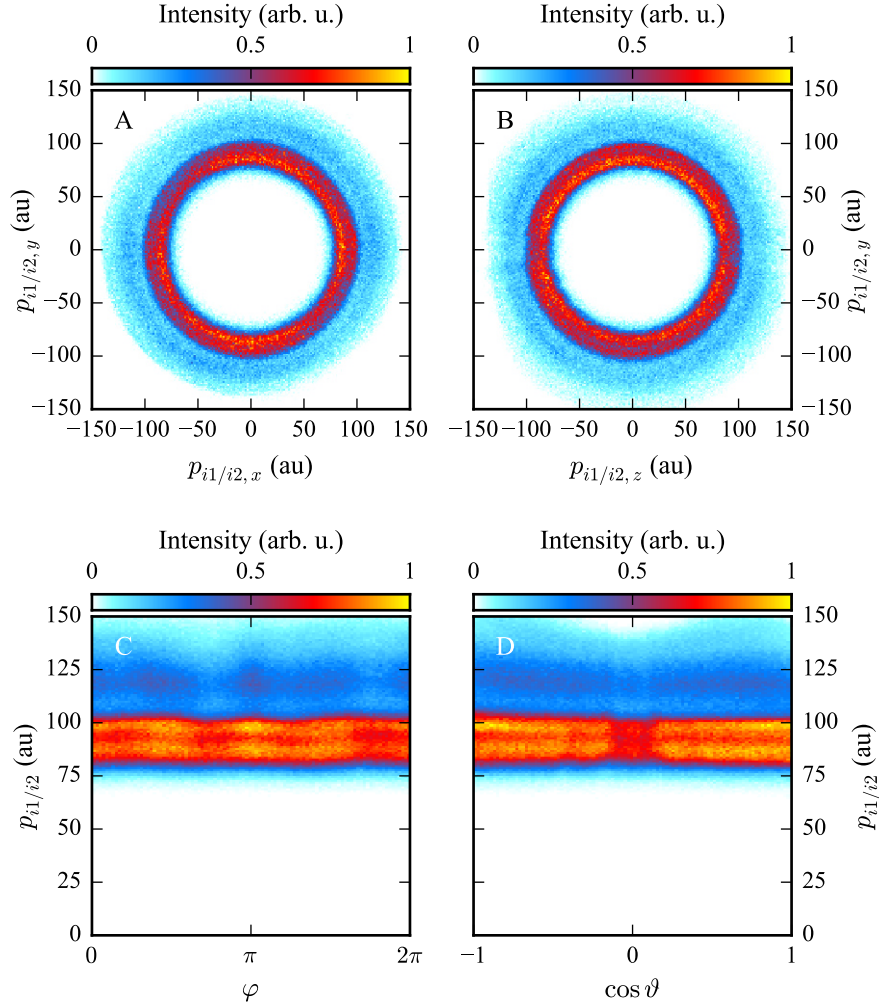 Intensity (arb. u.) Intensity (arb. u.)
0 0.5 1 0 0.5 1
150 A B 150
100 100
50 50
0 0
−50 −50
−100 −100
−150 −150
p_{i1/i2, y} (au) p_{i1/i2, y} (au)
−150 −100 −50 0 50 100 150 −150 −100 −50 0 50 100 150
p_{i1/i2, x} (au) p_{i1/i2, z} (au)
Intensity (arb. u.) Intensity (arb. u.)
0 0.5 1 0 0.5 1
150 C D 150
125 125
100 100
75 75
50 50
25 25
0 0
p_{i1/i2} (au) p_{i1/i2} (au)
0 π 2π −1 0 1
φ cos ϑ